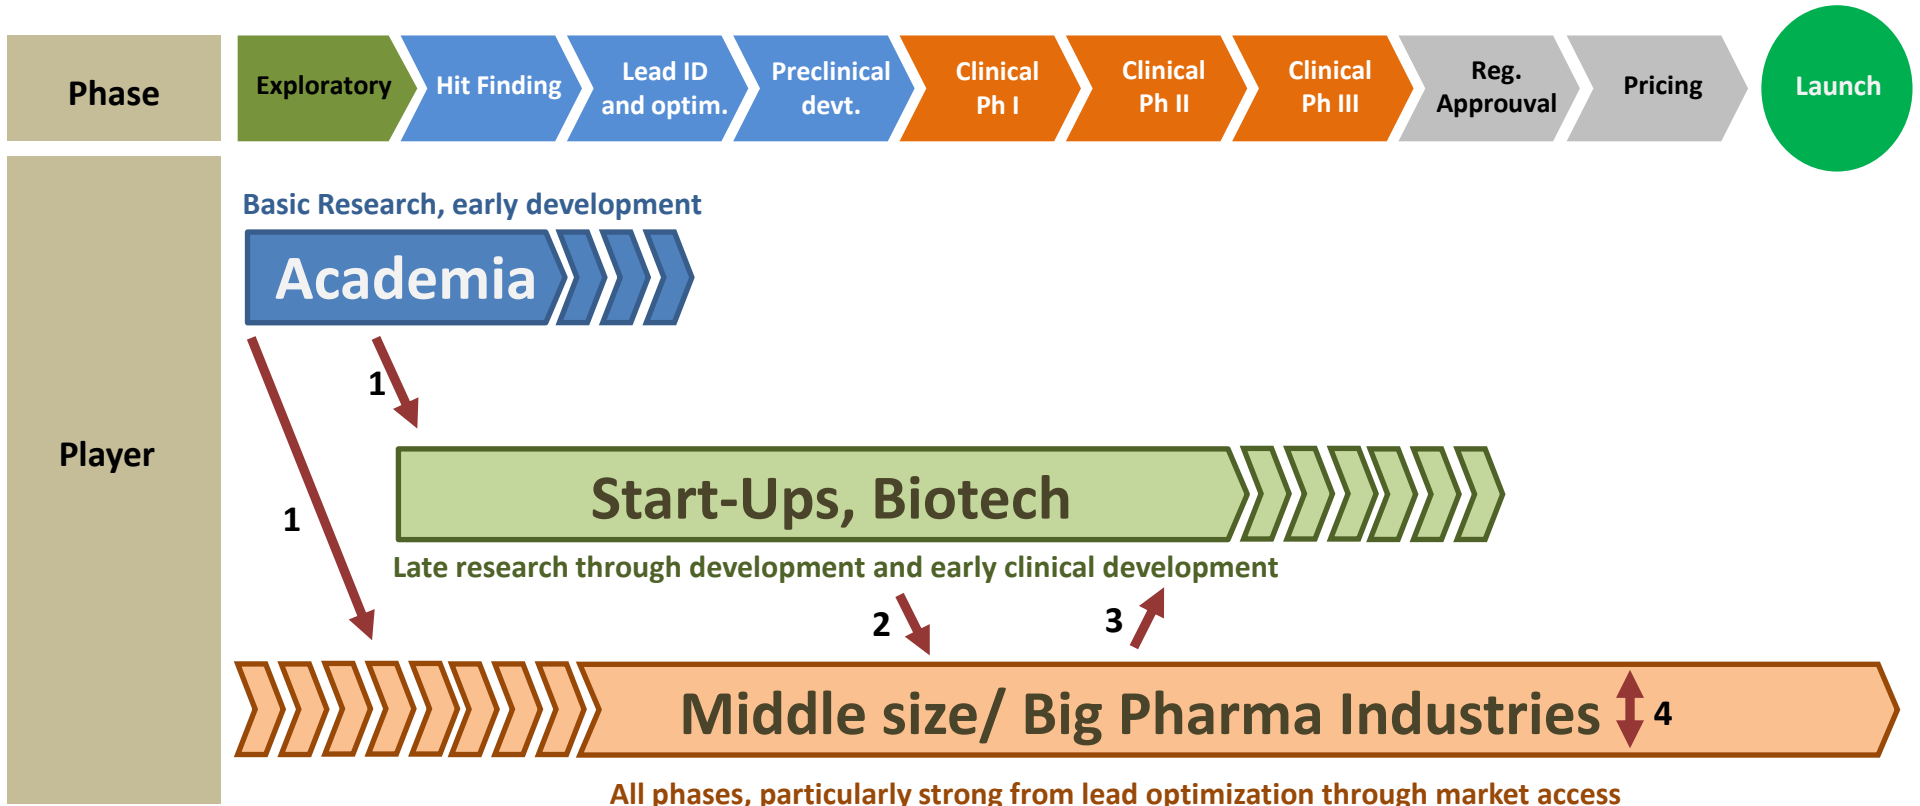 Phase
Exploratory
Hit Finding
Lead ID
and optim.
Preclinical
devt.
Clinical
Ph I
Clinical
Ph II
Clinical
Ph III
Reg.
Approuval
Pricing
Launch
Player
Basic Research, early development
Academia
1
1
Start-Ups, Biotech
Late research through development and early clinical development
2
3
Middle size/ Big Pharma Industries
4
All phases, particularly strong from lead optimization through market access